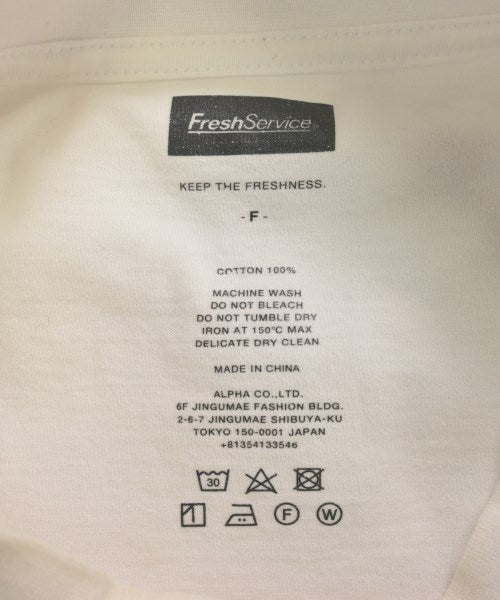 FreshService
KEEP THE FRESHNESS.
- F -
COTTON 100%
MACHINE WASH
DO NOT BLEACH
DO NOT TUMBLE DRY
IRON AT 150°C MAX
DELICATE DRY CLEAN
MADE IN CHINA
ALPHA CO.,LTD.
6F JINGUMAE FASHION BLDG.
2-6-7 JINGUMAE SHIBUYA-KU
TOKYO 150-0001 JAPAN
+81354133546
30
F W